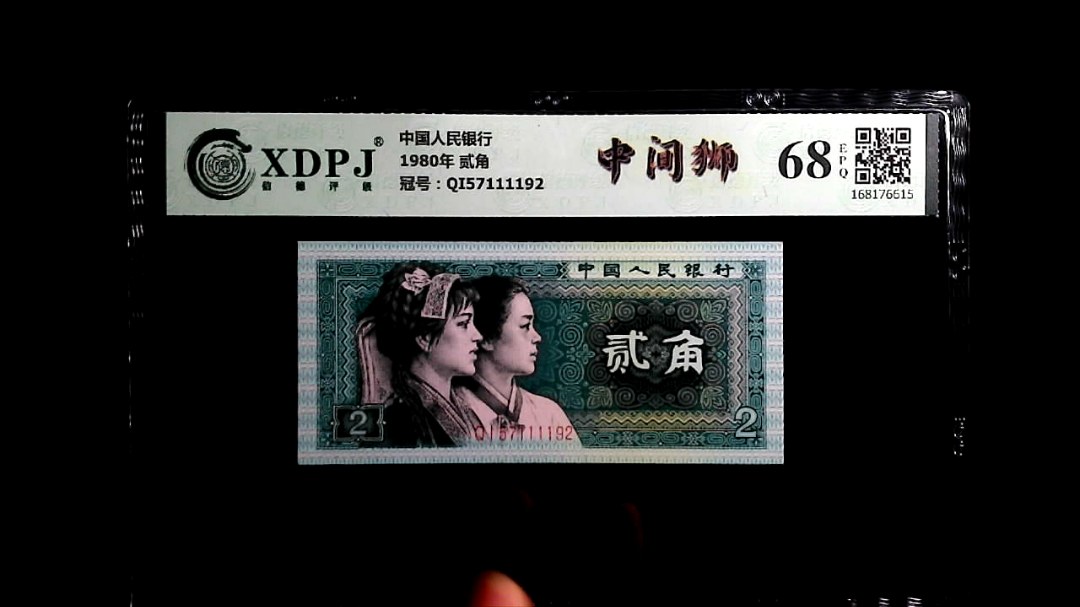 XDPJ®
信德评级
中国人民银行
1980年 贰角
冠号：QI57111192
中间狮
68
EPQ
168176615
中国人民银行
贰角
2
2
QI57111192